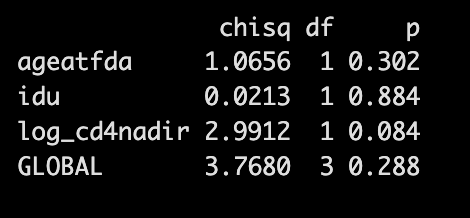 chisq df p
ageatfda 1.0656 1 0.302
idu 0.0213 1 0.884
log_cd4nadir 2.9912 1 0.084
GLOBAL 3.7680 3 0.288